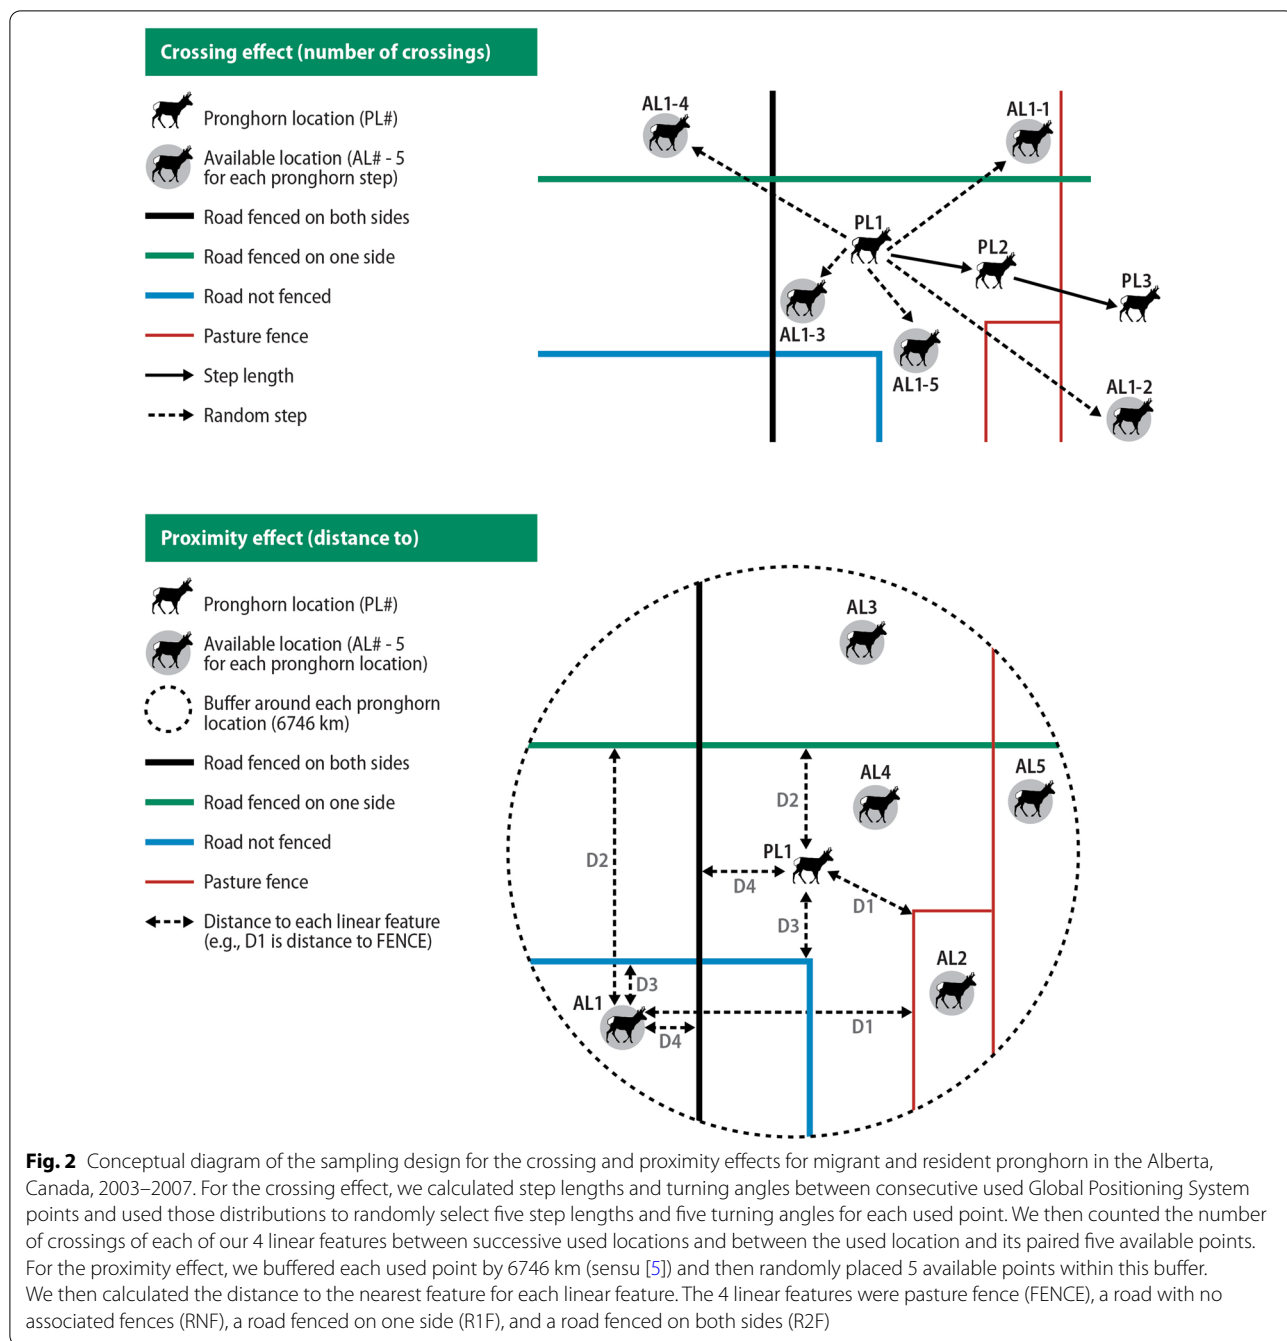 Crossing effect (number of crossings)
Pronghorn location (PL#)
Available location (AL# - 5
for each pronghorn step)
Road fenced on both sides
Road fenced on one side
Road not fenced
Pasture fence
Step length
Random step
AL1-4
AL1-1
PL1
PL2
PL3
AL1-3
AL1-5
AL1-2
Proximity effect (distance to)
Pronghorn location (PL#)
Available location (AL# - 5
for each pronghorn location)
Buffer around each pronghorn
location (6746 km)
Road fenced on both sides
Road fenced on one side
Road not fenced
Pasture fence
Distance to each linear feature
(e.g., D1 is distance to FENCE)
AL3
AL4
AL5
D2
PL1
D2
D4
D1
D3
AL2
D3
AL1
D1
D4
Fig. 2 Conceptual diagram of the sampling design for the crossing and proximity effects for migrant and resident pronghorn in the Alberta,
Canada, 2003–2007. For the crossing effect, we calculated step lengths and turning angles between consecutive used Global Positioning System
points and used those distributions to randomly select five step lengths and five turning angles for each used point. We then counted the number
of crossings of each of our 4 linear features between successive used locations and between the used location and its paired five available points.
For the proximity effect, we buffered each used point by 6746 km (sensu [5]) and then randomly placed 5 available points within this buffer.
We then calculated the distance to the nearest feature for each linear feature. The 4 linear features were pasture fence (FENCE), a road with no
associated fences (RNF), a road fenced on one side (R1F), and a road fenced on both sides (R2F)